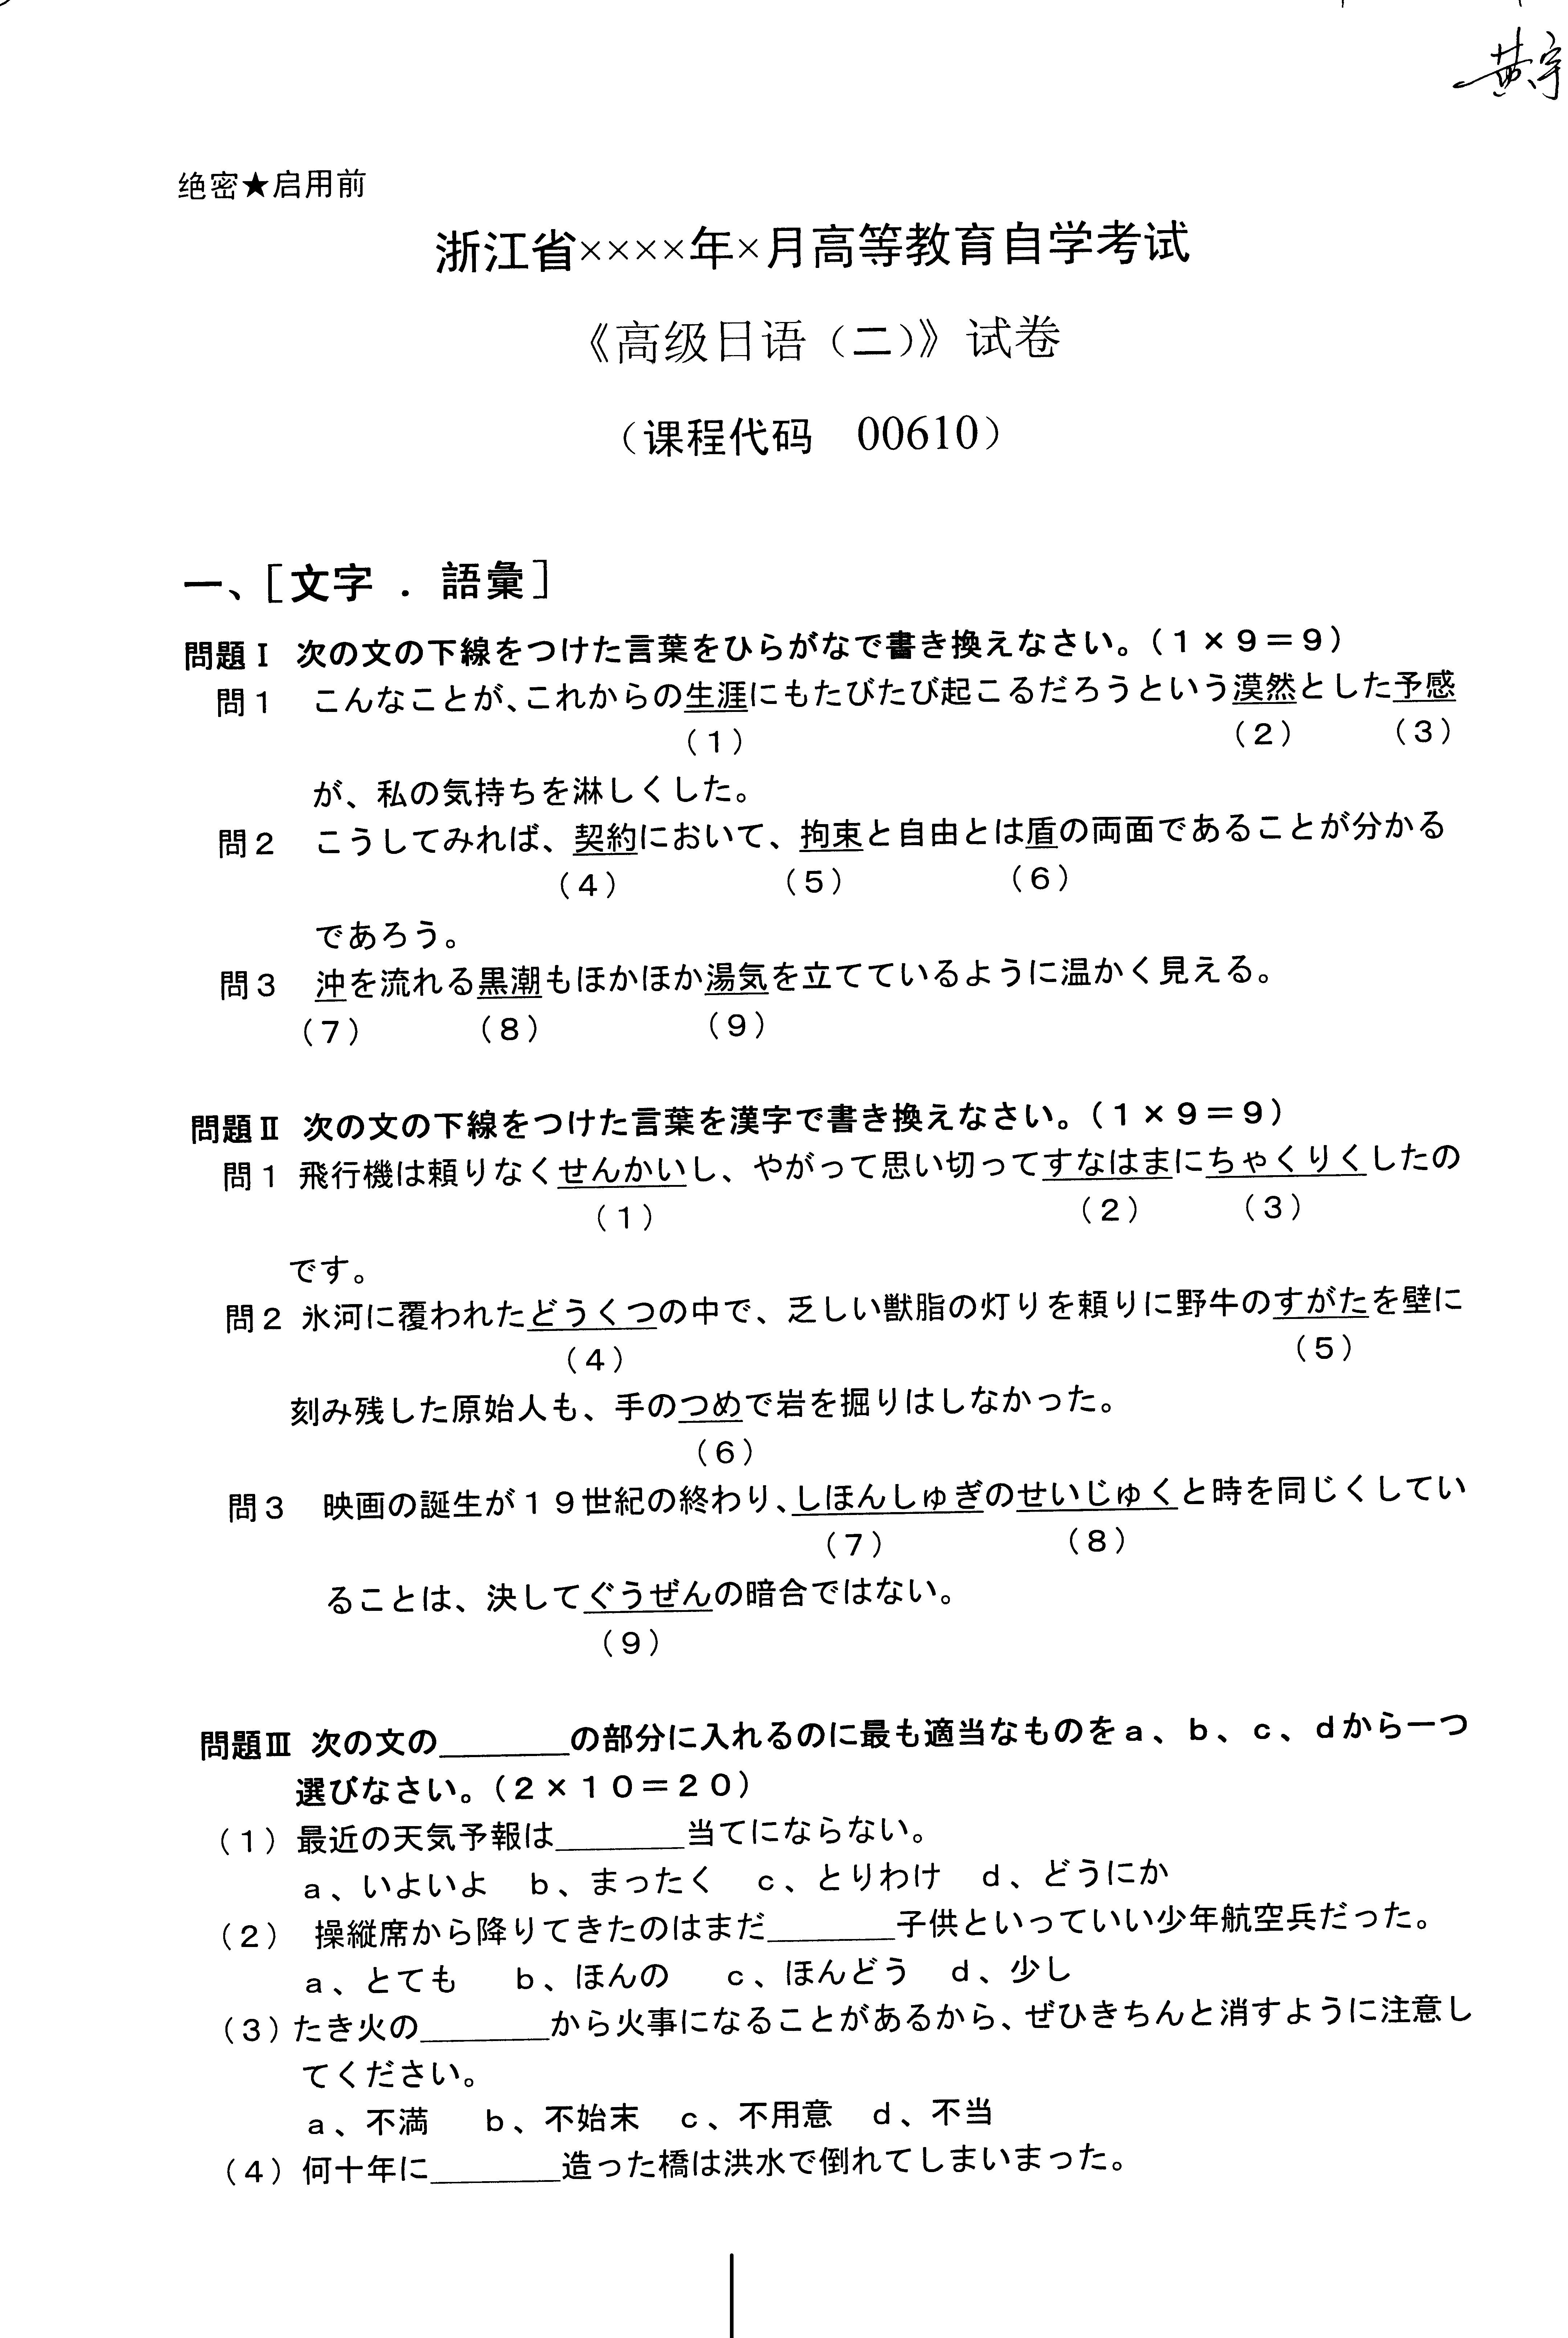 黄宇
绝密★启用前
浙江省××××年×月高等教育自学考试
《高级日语（二）》试卷
（课程代码　00610）
一、［文字 ．語彙］
問題Ⅰ 次の文の下線をつけた言葉をひらがなで書き換えなさい。（１×９＝９）
問１　こんなことが、これからの生涯にもたびたび起こるだろうという漠然とした予感
（１）　（２）　（３）
が、私の気持ちを淋しくした。
問２　こうしてみれば、契約において、拘束と自由とは盾の両面であることが分かる
（４）　（５）　（６）
であろう。
問３　沖を流れる黒潮もほかほか湯気を立てているように温かく見える。
（７）　（８）　（９）
問題Ⅱ 次の文の下線をつけた言葉を漢字で書き換えなさい。（１×９＝９）
問１ 飛行機は頼りなくせんかいし、やがって思い切ってすなはまにちゃくりくしたの
（１）　（２）　（３）
です。
問２ 氷河に覆われたどうくつの中で、乏しい獣脂の灯りを頼りに野牛のすがたを壁に
（４）　（５）
刻み残した原始人も、手のつめで岩を掘りはしなかった。
（６）
問３　映画の誕生が１９世紀の終わり、しほんしゅぎのせいじゅくと時を同じくしてい
（７）　（８）
ることは、決してぐうぜんの暗合ではない。
（９）
問題Ⅲ 次の文の________の部分に入れるのに最も適当なものをａ、ｂ、ｃ、ｄから一つ
選びなさい。（２×１０＝２０）
（１）最近の天気予報は________当てにならない。
ａ、いよいよ　ｂ、まったく　ｃ、とりわけ　ｄ、どうにか
（２） 操縦席から降りてきたのはまだ________子供といっていい少年航空兵だった。
ａ、とても　ｂ、ほんの　ｃ、ほんどう　ｄ、少し
（３）たき火の________から火事になることがあるから、ぜひきちんと消すように注意し
てください。
ａ、不満　ｂ、不始末　ｃ、不用意　ｄ、不当
（４）何十年に________造った橋は洪水で倒れてしまいまった。